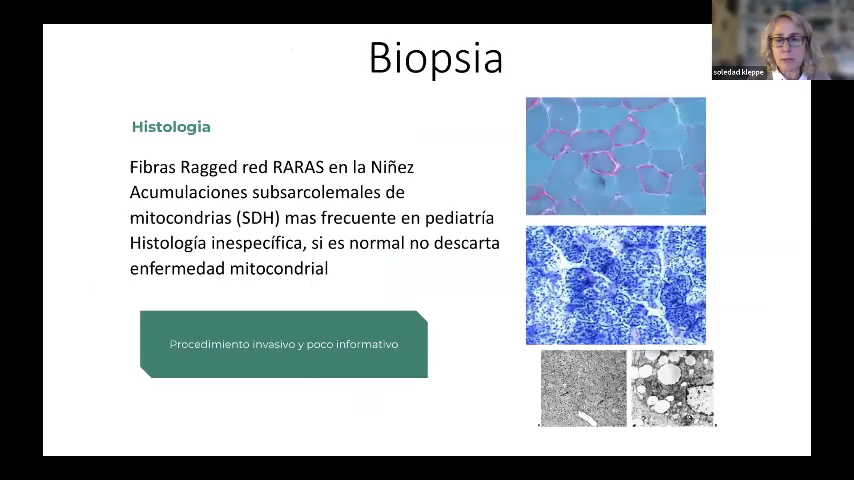 Biopsia
soledad kleppe
Histologia
Fibras Ragged red RARAS en la Niñez
Acumulaciones subsarcolemales de
mitocondrias (SDH) mas frecuente en pediatría
Histología inespecífica, si es normal no descarta
enfermedad mitocondrial
Procedimiento invasivo y poco informativo